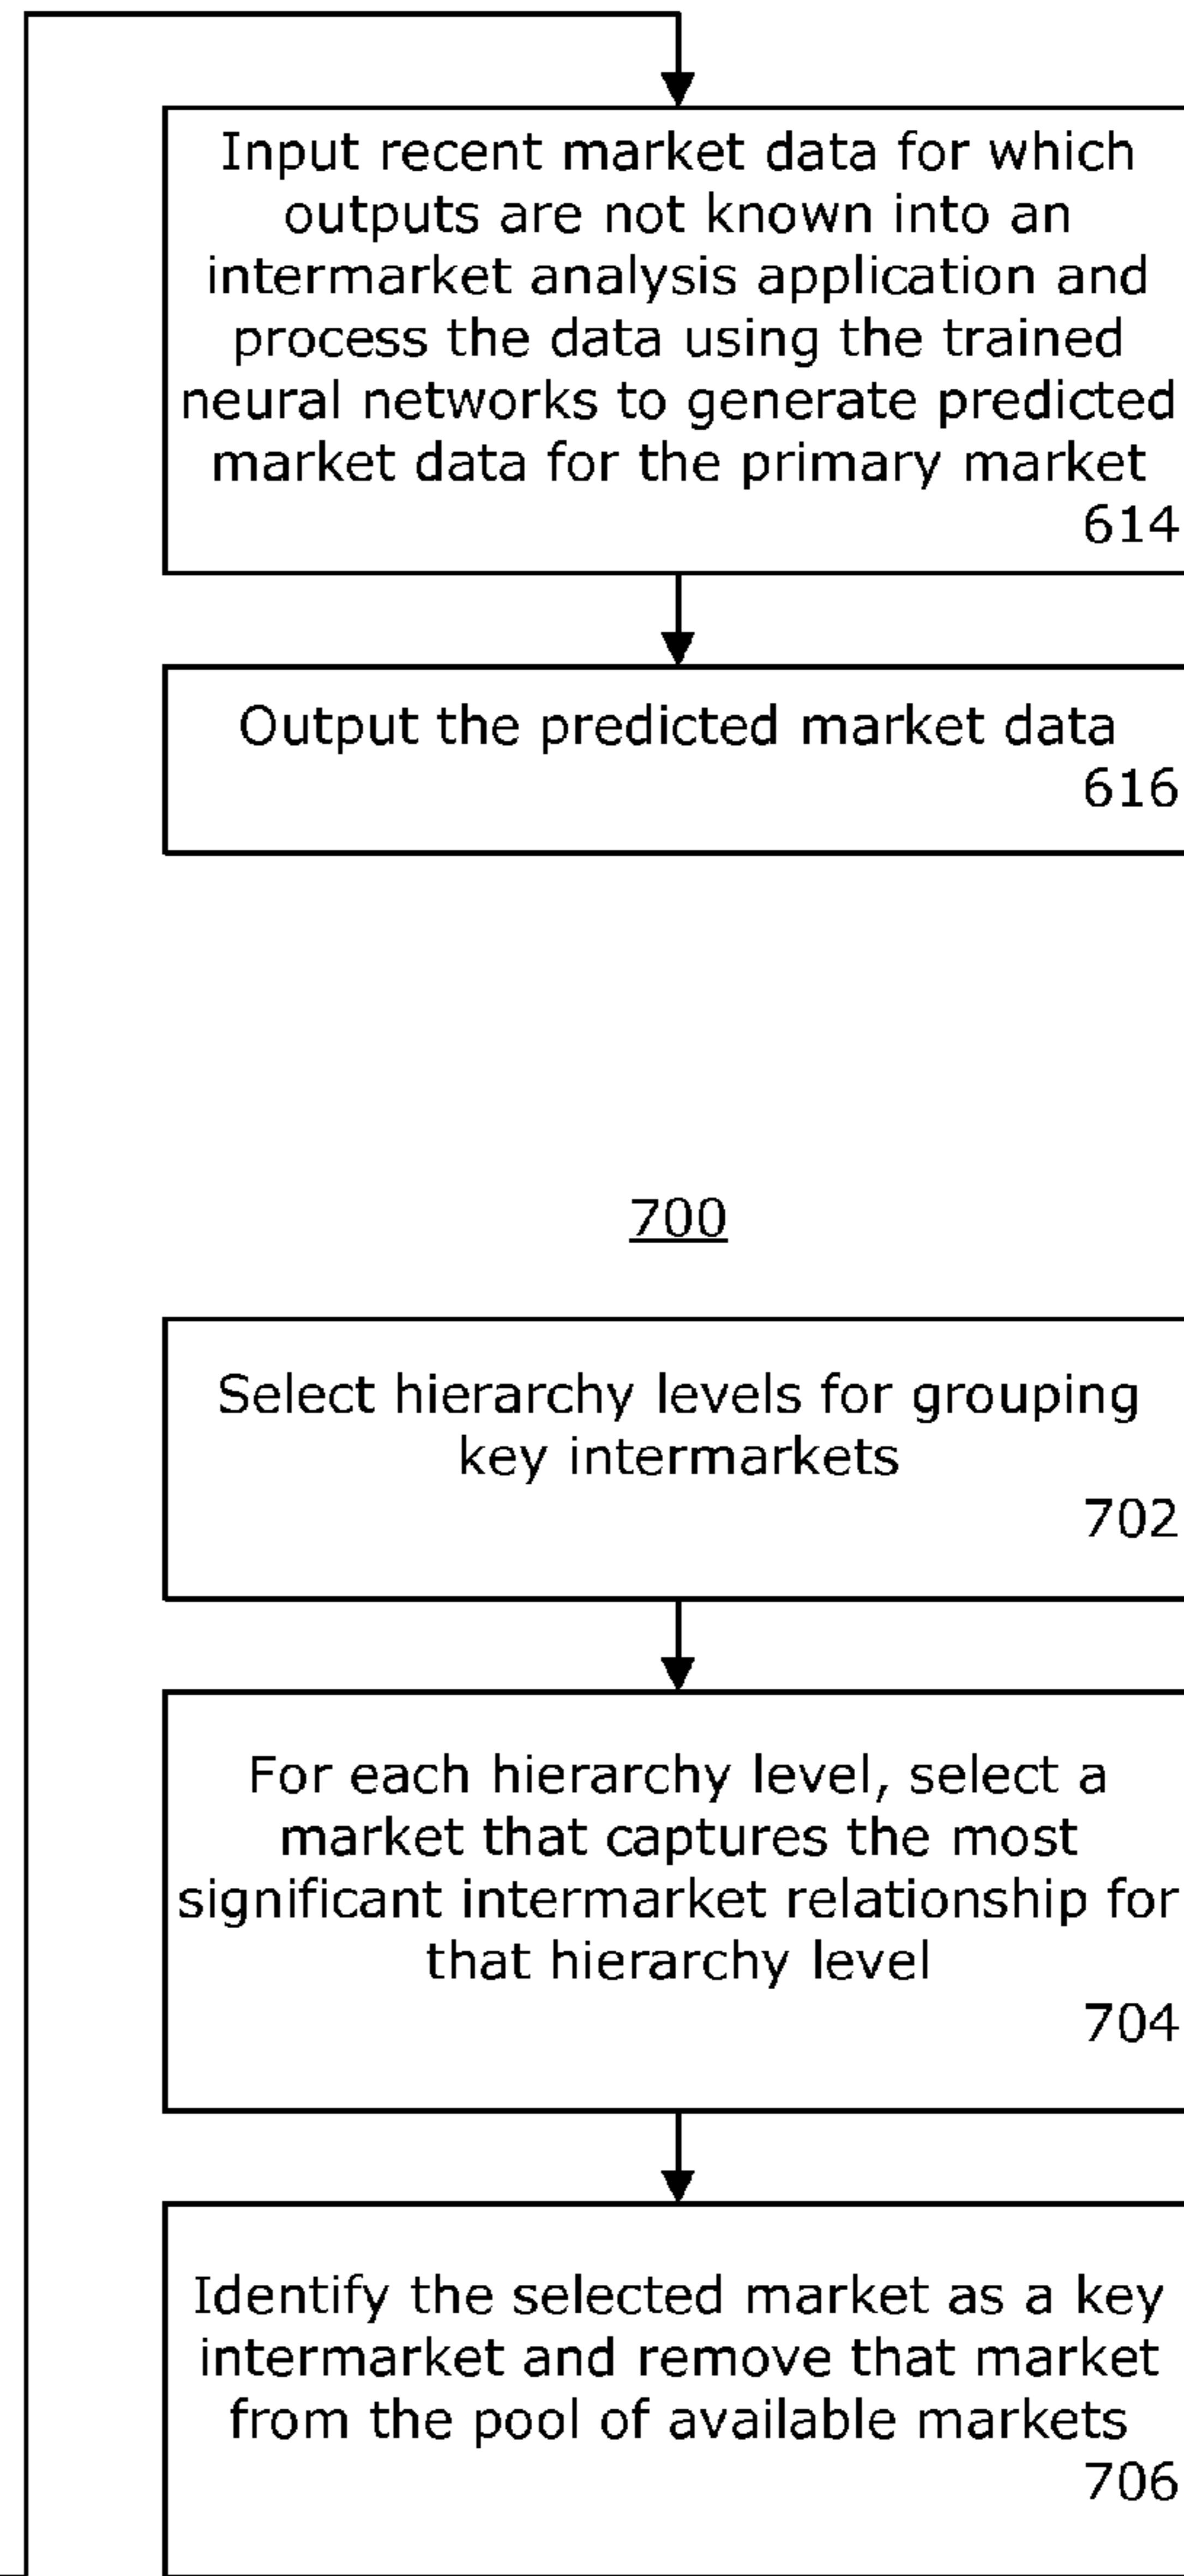 Input recent market data for which
outputs are not known into an
intermarket analysis application and
process the data using the trained
neural networks to generate predicted
market data for the primary market
614
Output the predicted market data
616
700
Select hierarchy levels for grouping
key intermarkets
702
For each hierarchy level, select a
market that captures the most
significant intermarket relationship for
that hierarchy level
704
Identify the selected market as a key
intermarket and remove that market
from the pool of available markets
706